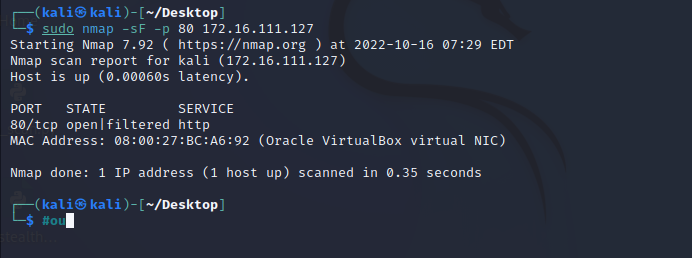 ┌──(kali㉿kali)-[~/Desktop]
└─$ sudo nmap -sF -p 80 172.16.111.127
Starting Nmap 7.92 ( https://nmap.org ) at 2022-10-16 07:29 EDT
Nmap scan report for kali (172.16.111.127)
Host is up (0.00060s latency).
PORT   STATE         SERVICE
80/tcp open|filtered http
MAC Address: 08:00:27:BC:A6:92 (Oracle VirtualBox virtual NIC)
Nmap done: 1 IP address (1 host up) scanned in 0.35 seconds
┌──(kali㉿kali)-[~/Desktop]
└─$ #ou